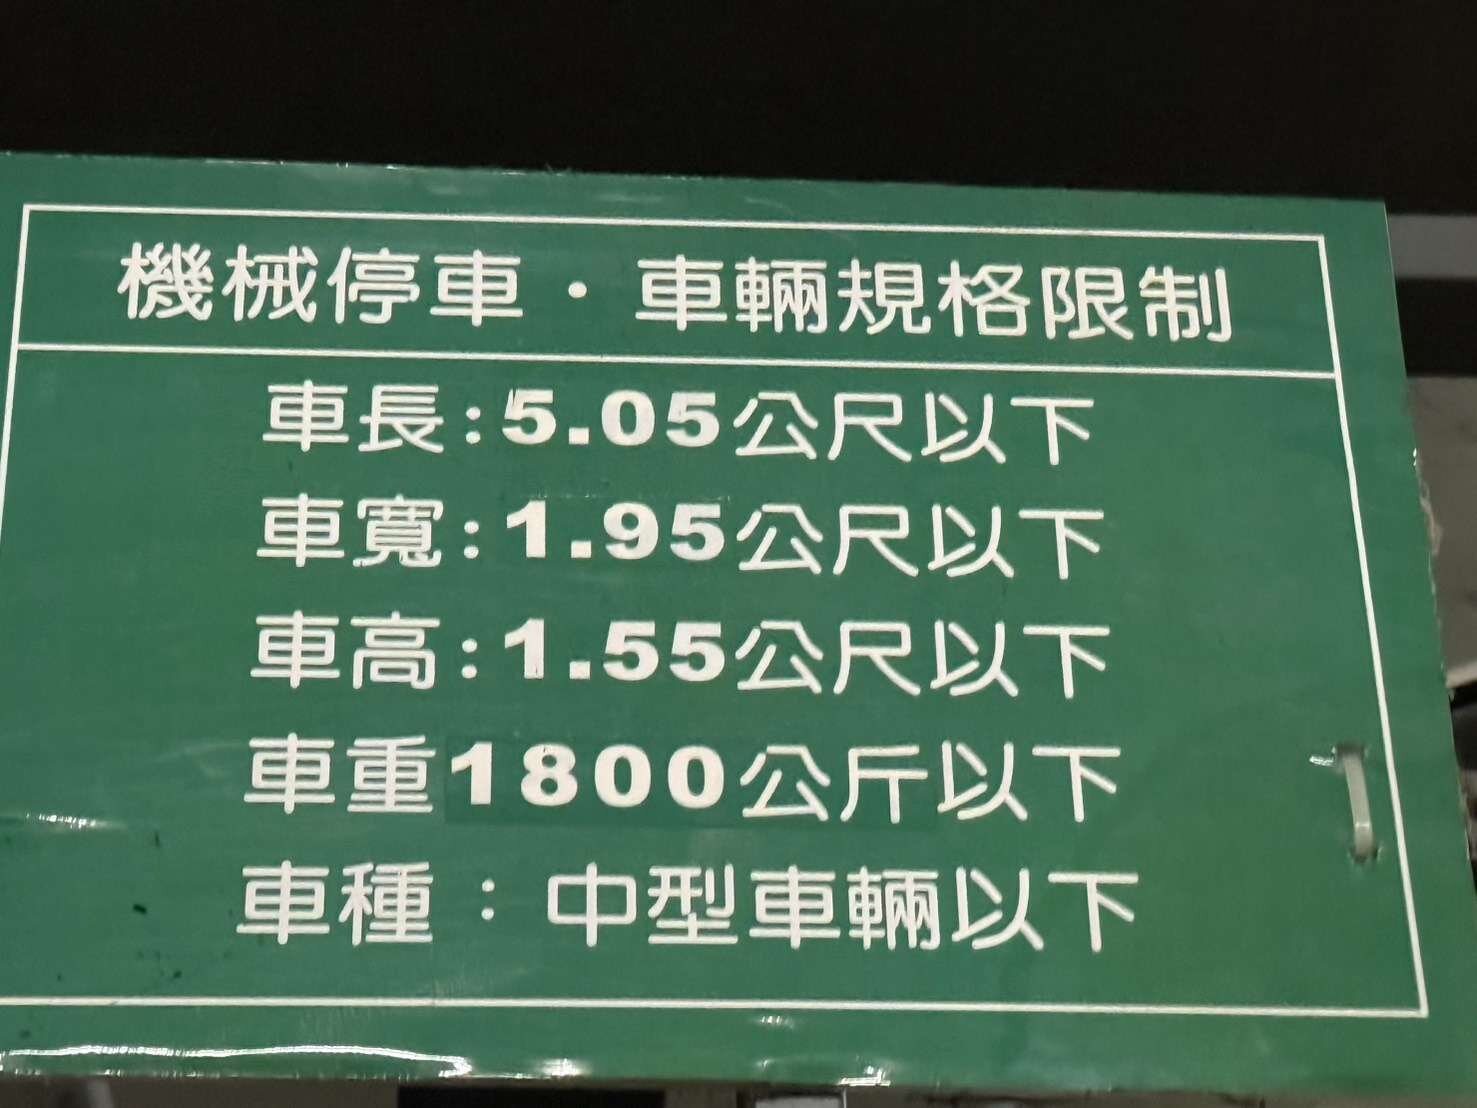 機械停車・車輛規格限制
車長:5.05公尺以下
車寬:1.95公尺以下
車高:1.55公尺以下
車重1800公斤以下
車種:中型車輛以下